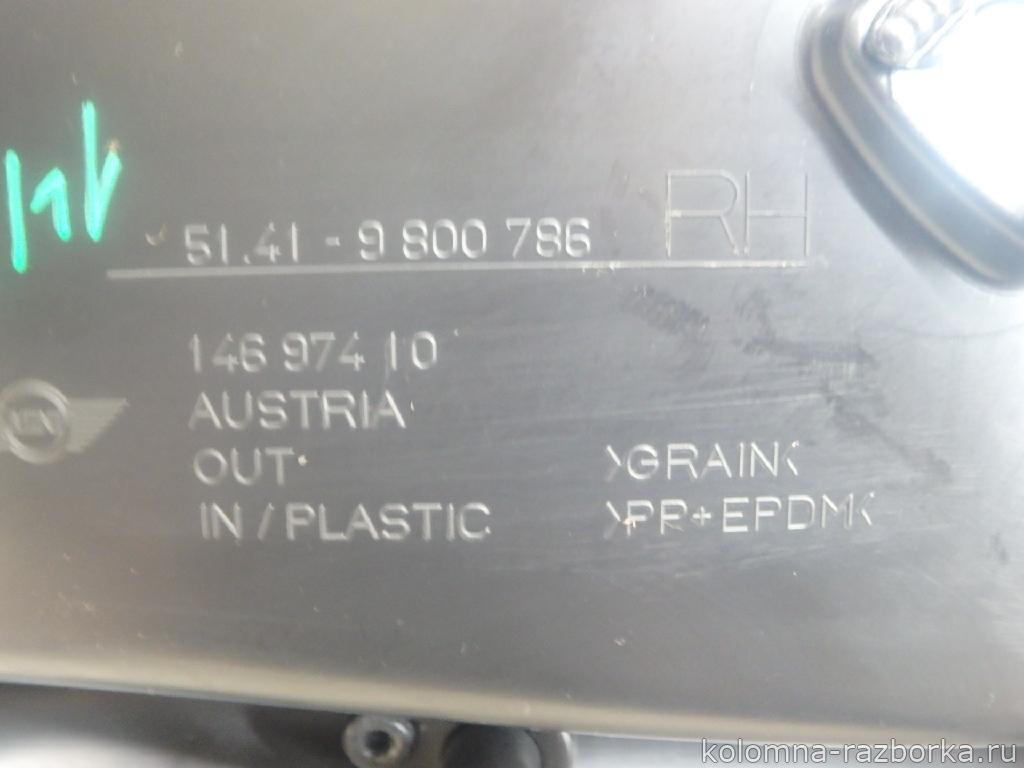 51.41 - 9 800 786 RH
146 974 10
AUSTRIA
OUT >GRAIN<
IN / PLASTIC >PP+EPDM<
kolomna-razborka.ru